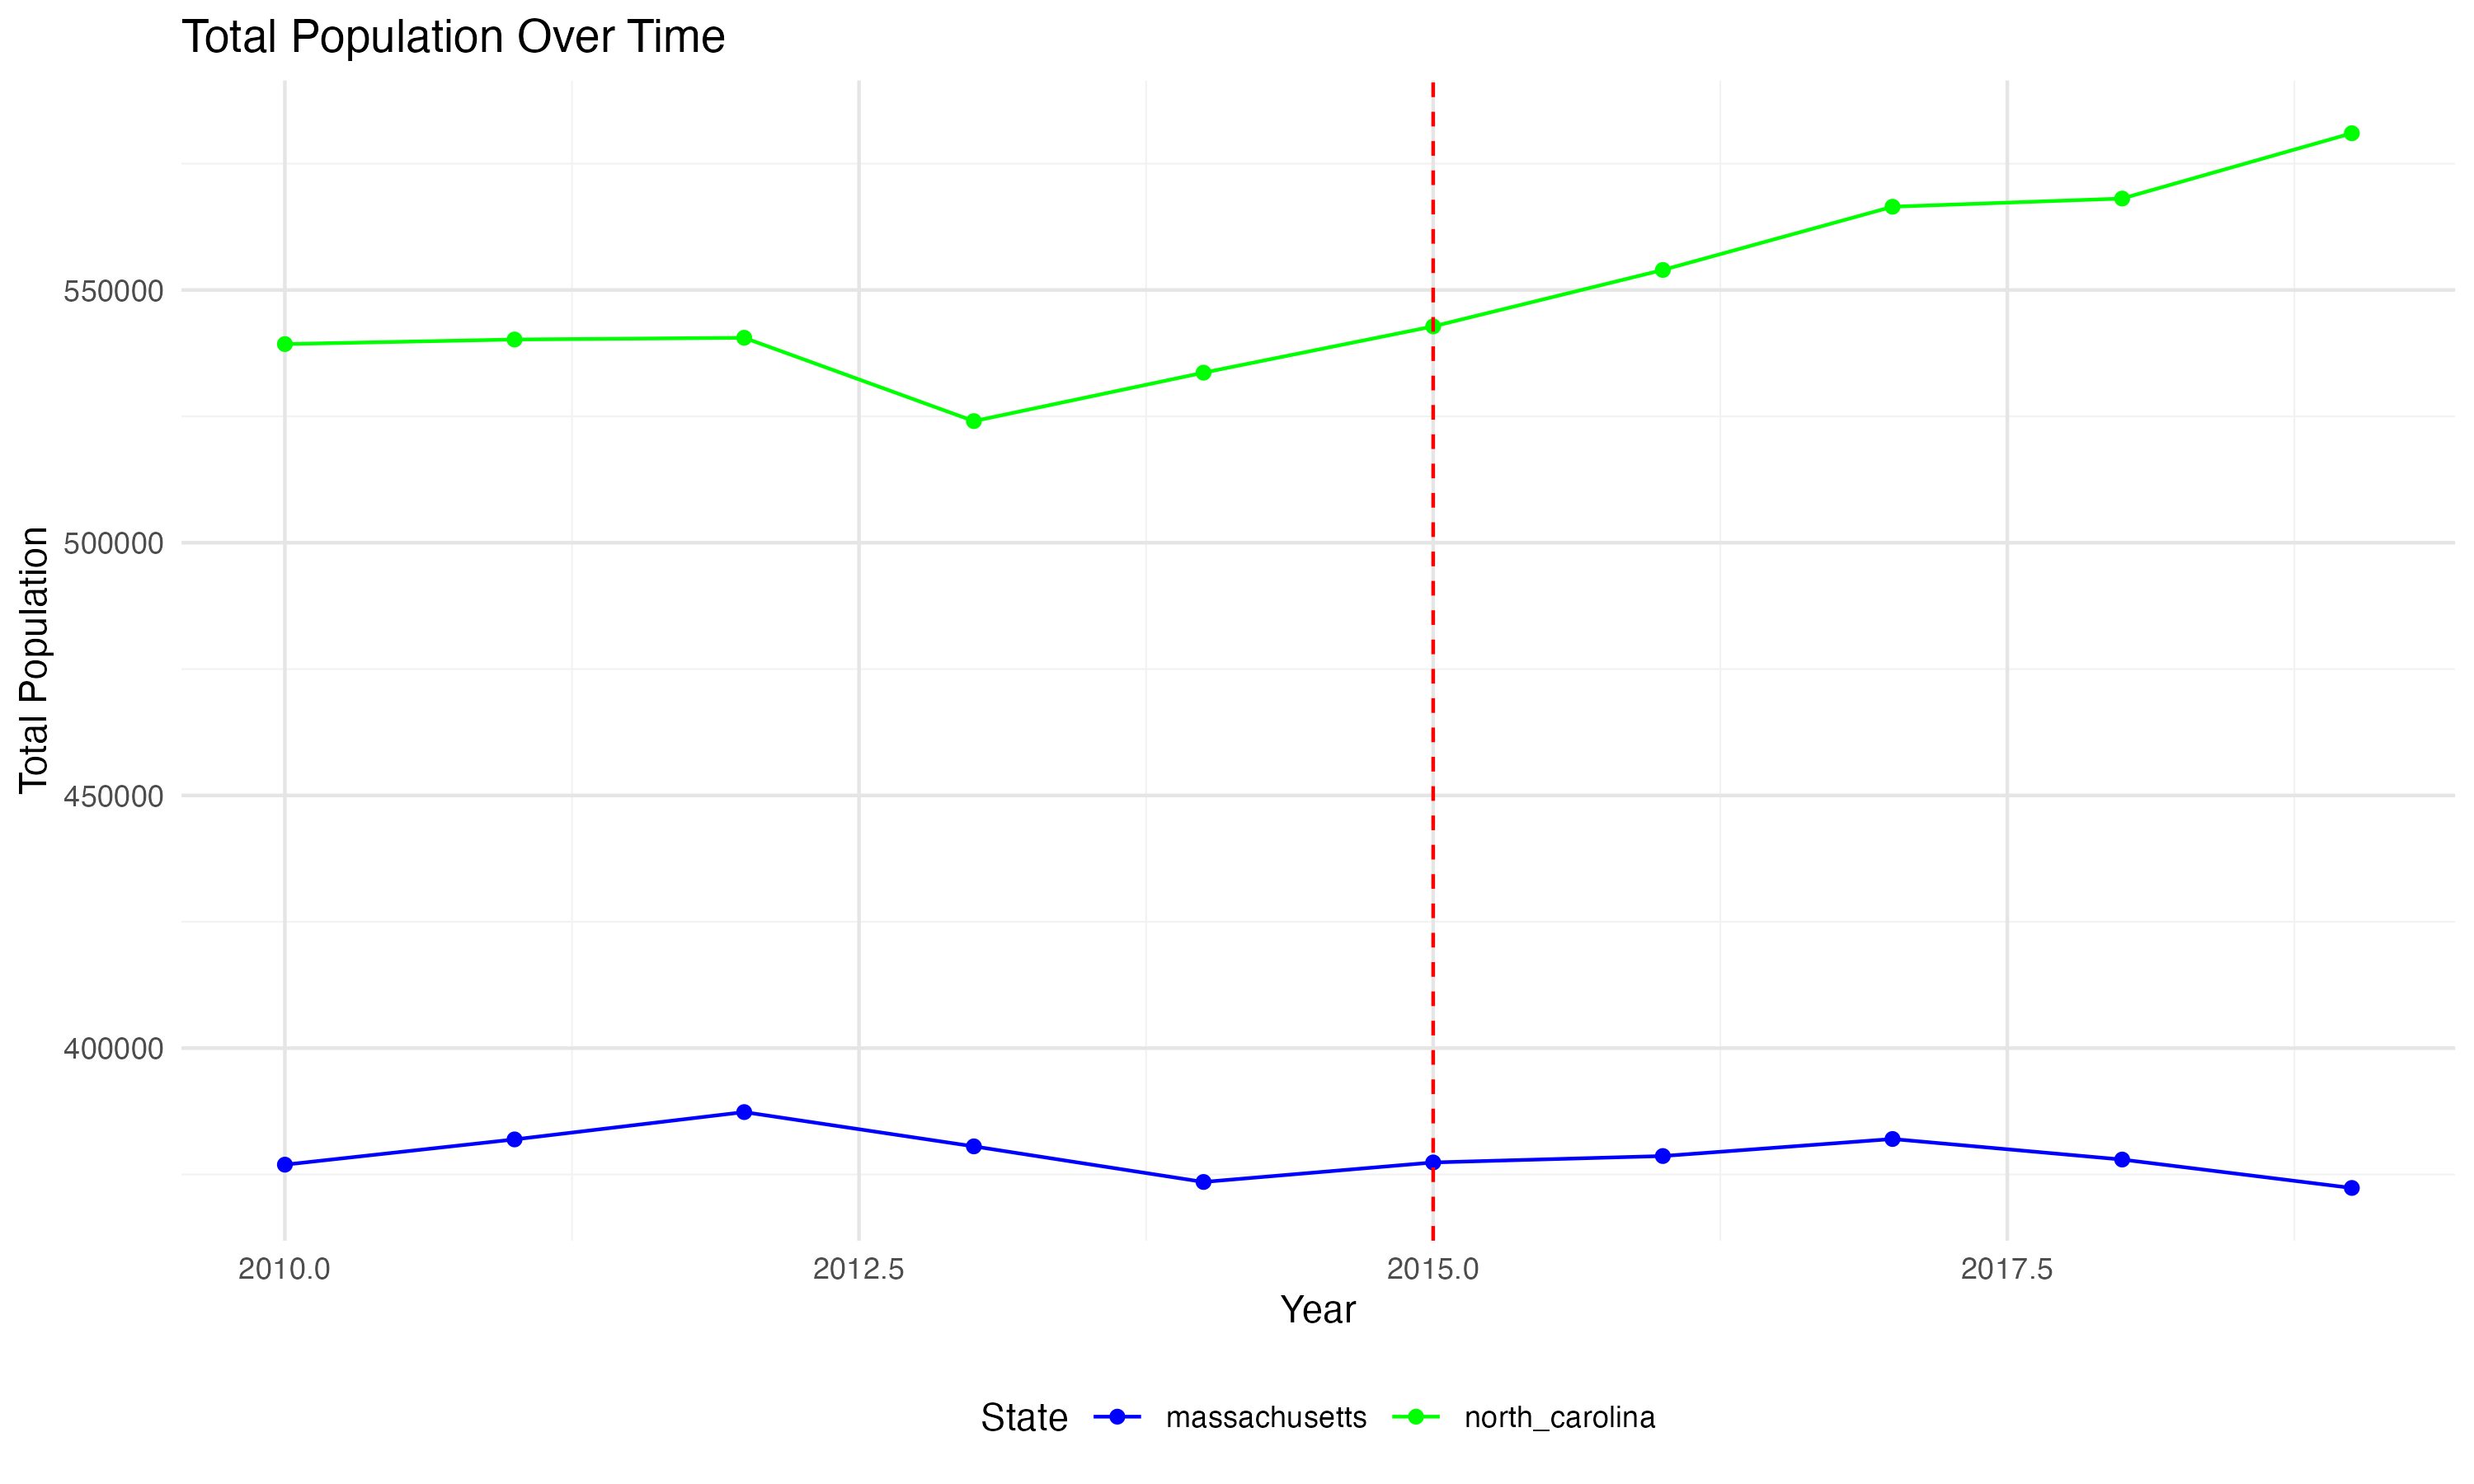 Total Population Over Time
Total Population
550000
500000
450000
400000
2010.0 2012.5 2015.0 2017.5
Year
State massachusetts north_carolina